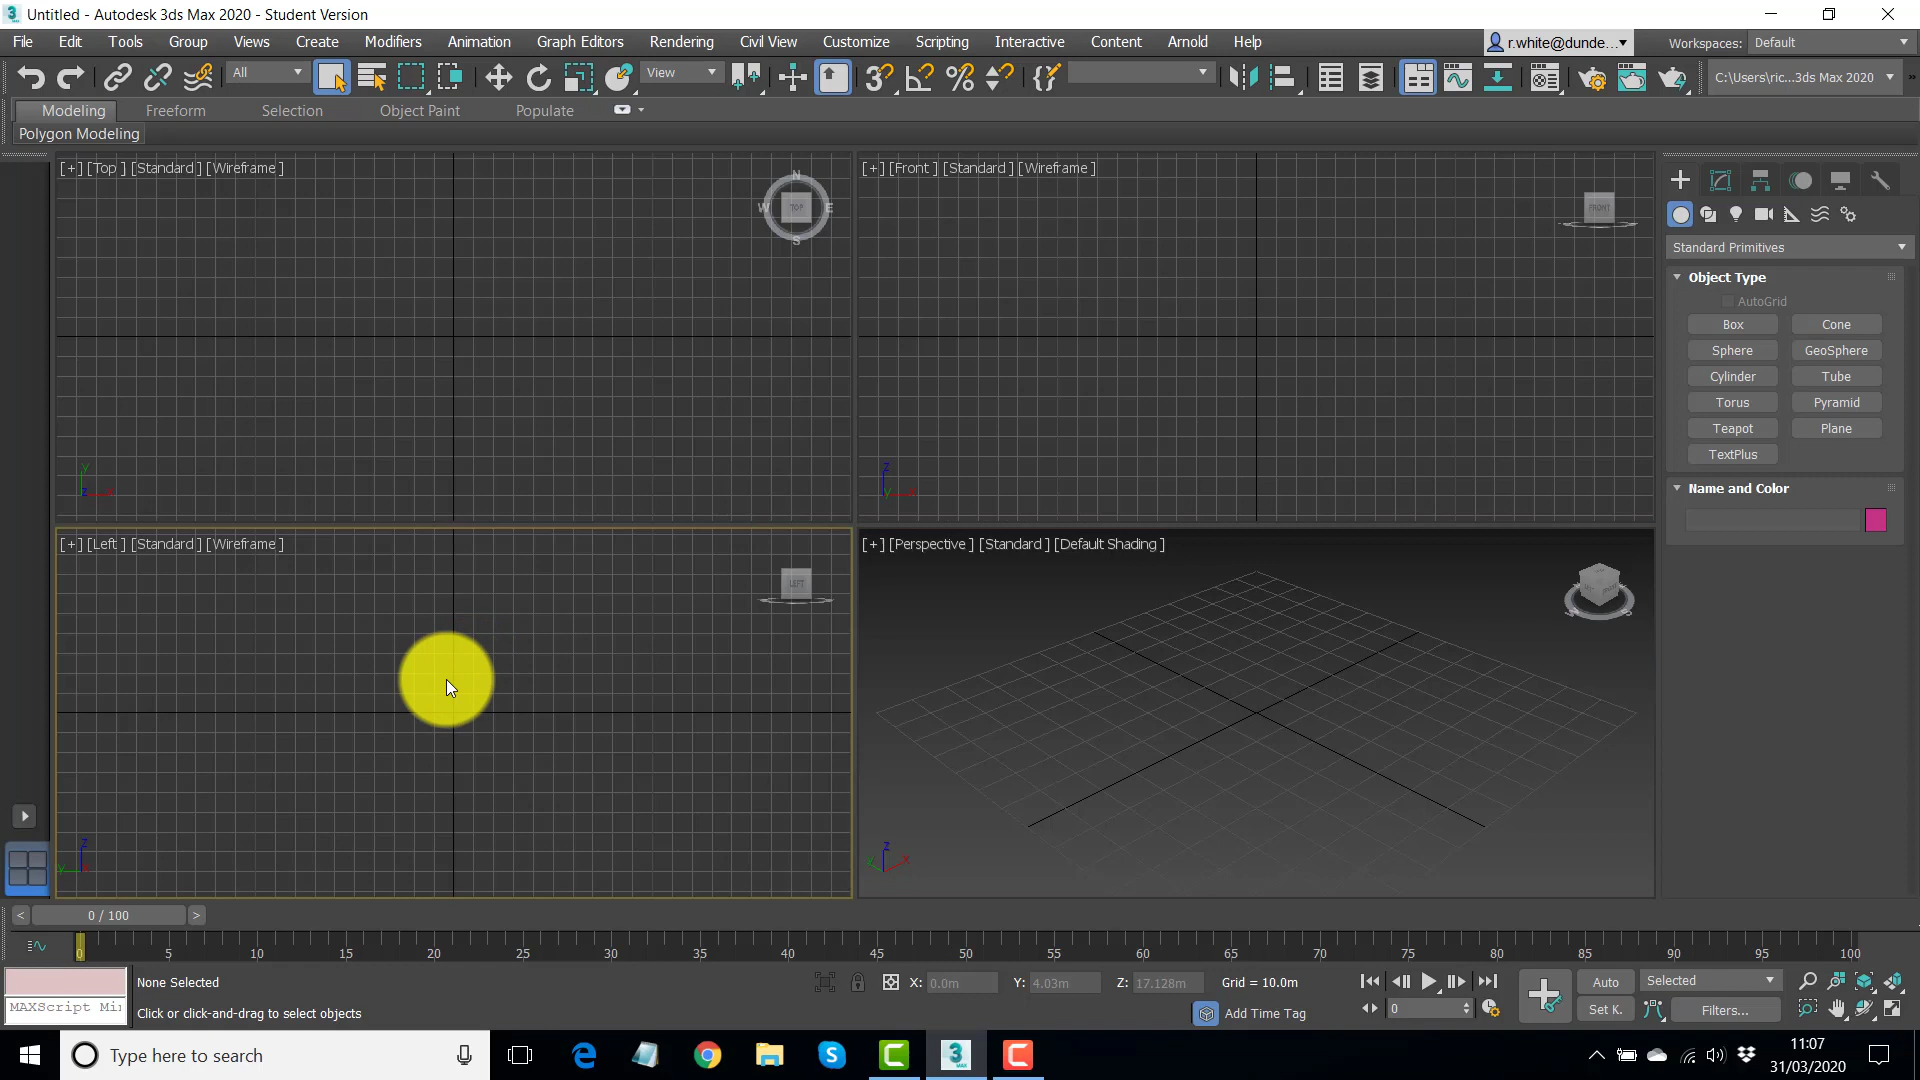 Untitled - Autodesk 3ds Max 2020 - Student Version
File Edit Tools Group Views Create Modifiers Animation Graph Editors Rendering Civil View Customize Scripting Interactive Content Arnold Help r.white@dunde... Workspaces: Default
All View C:\Users\ric...3ds Max 2020
Modeling Freeform Selection Object Paint Populate
Polygon Modeling
[+] [Top ] [Standard ] [Wireframe ]
N
W TOP E
S
[+] [Front ] [Standard ] [Wireframe ]
FRONT
Standard Primitives
Object Type
AutoGrid
Box Cone
Sphere GeoSphere
Cylinder Tube
Torus Pyramid
Teapot Plane
TextPlus
Name and Color
y
z x
z
y x
[+] [Left ] [Standard ] [Wireframe ]
LEFT
[+] [Perspective ] [Standard ] [Default Shading ]
z
y x
z
y x
< 0 / 100 >
0 5 10 15 20 25 30 35 40 45 50 55 60 65 70 75 80 85 90 95 100
None Selected X: 0.0m Y: 4.03m Z: 17.128m Grid = 10.0m Auto Selected
MAXScript Mi Click or click-and-drag to select objects Add Time Tag 0 Set K. Filters...
Type here to search
3
MAX
11:07
31/03/2020